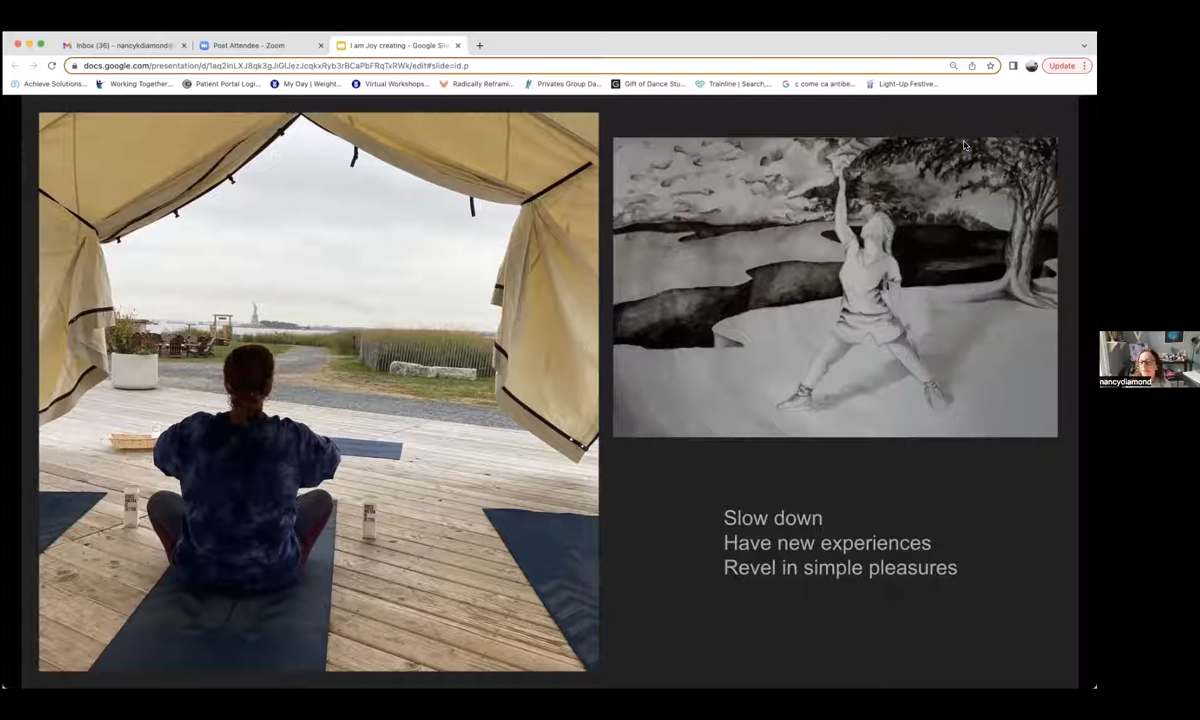 Inbox (36) – nancykdiamond@
Post Attendee - Zoom
I am Joy creating - Google Slid
docs.google.com/presentation/d/1aq2lnLXJ8qk3gJiGlJezJcqkxRyb3rBCaPbFRqTxRWk/edit#slide=id.p
Update
Achieve Solutions...
Working Together...
Patient Portal Logi...
My Day | Weight...
Virtual Workshops...
Radically Reframi...
Privates Group Da...
Gift of Dance Stu...
Trainline | Search,...
c come ca antibe...
Light-Up Festive...
nancydiamond
Slow down
Have new experiences
Revel in simple pleasures